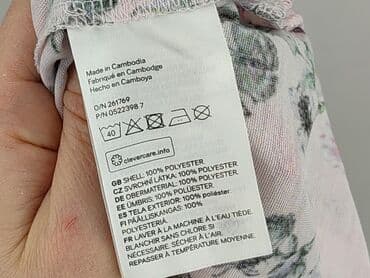 Made in Cambodia
Fabriqué en Cambodge
Hecho en Camboya
O/N 261769
P/N 0522398 7
40
clevercare.info
GB SHELL: 100% POLYESTER
CZ SVRCHNÍ LÁTKA: 100% POLYESTER
DE OBERMATERIAL: 100% POLYESTER
EE ÜMBRIS: 100% POLÜESTER
ES TELA EXTERIOR: 100% poliéster
FI PÄÄLLISKANGAS: 100%
POLYESTERIA
FR LAVER À LA MACHINE À L'EAU TIÈDE.
BLANCHIR SANS CHLORE SI
NÉCESSAIRE. SÉCHER À L'AIR.
REPASSER À TEMPÉRATURE MOYENNE.